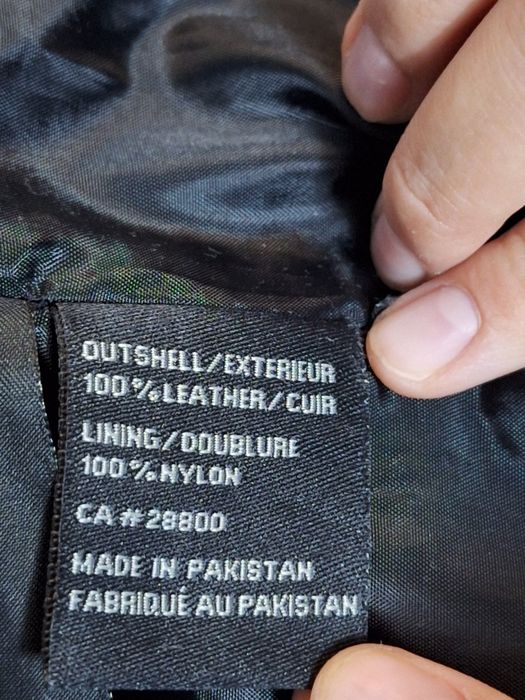 OUTSHELL/EXTERIEUR
100%LEATHER/CUIR
LINING/DOUBLURE
100%NYLON
CA#28800
MADE IN PAKISTAN
FABRIQUÉ AU PAKISTAN